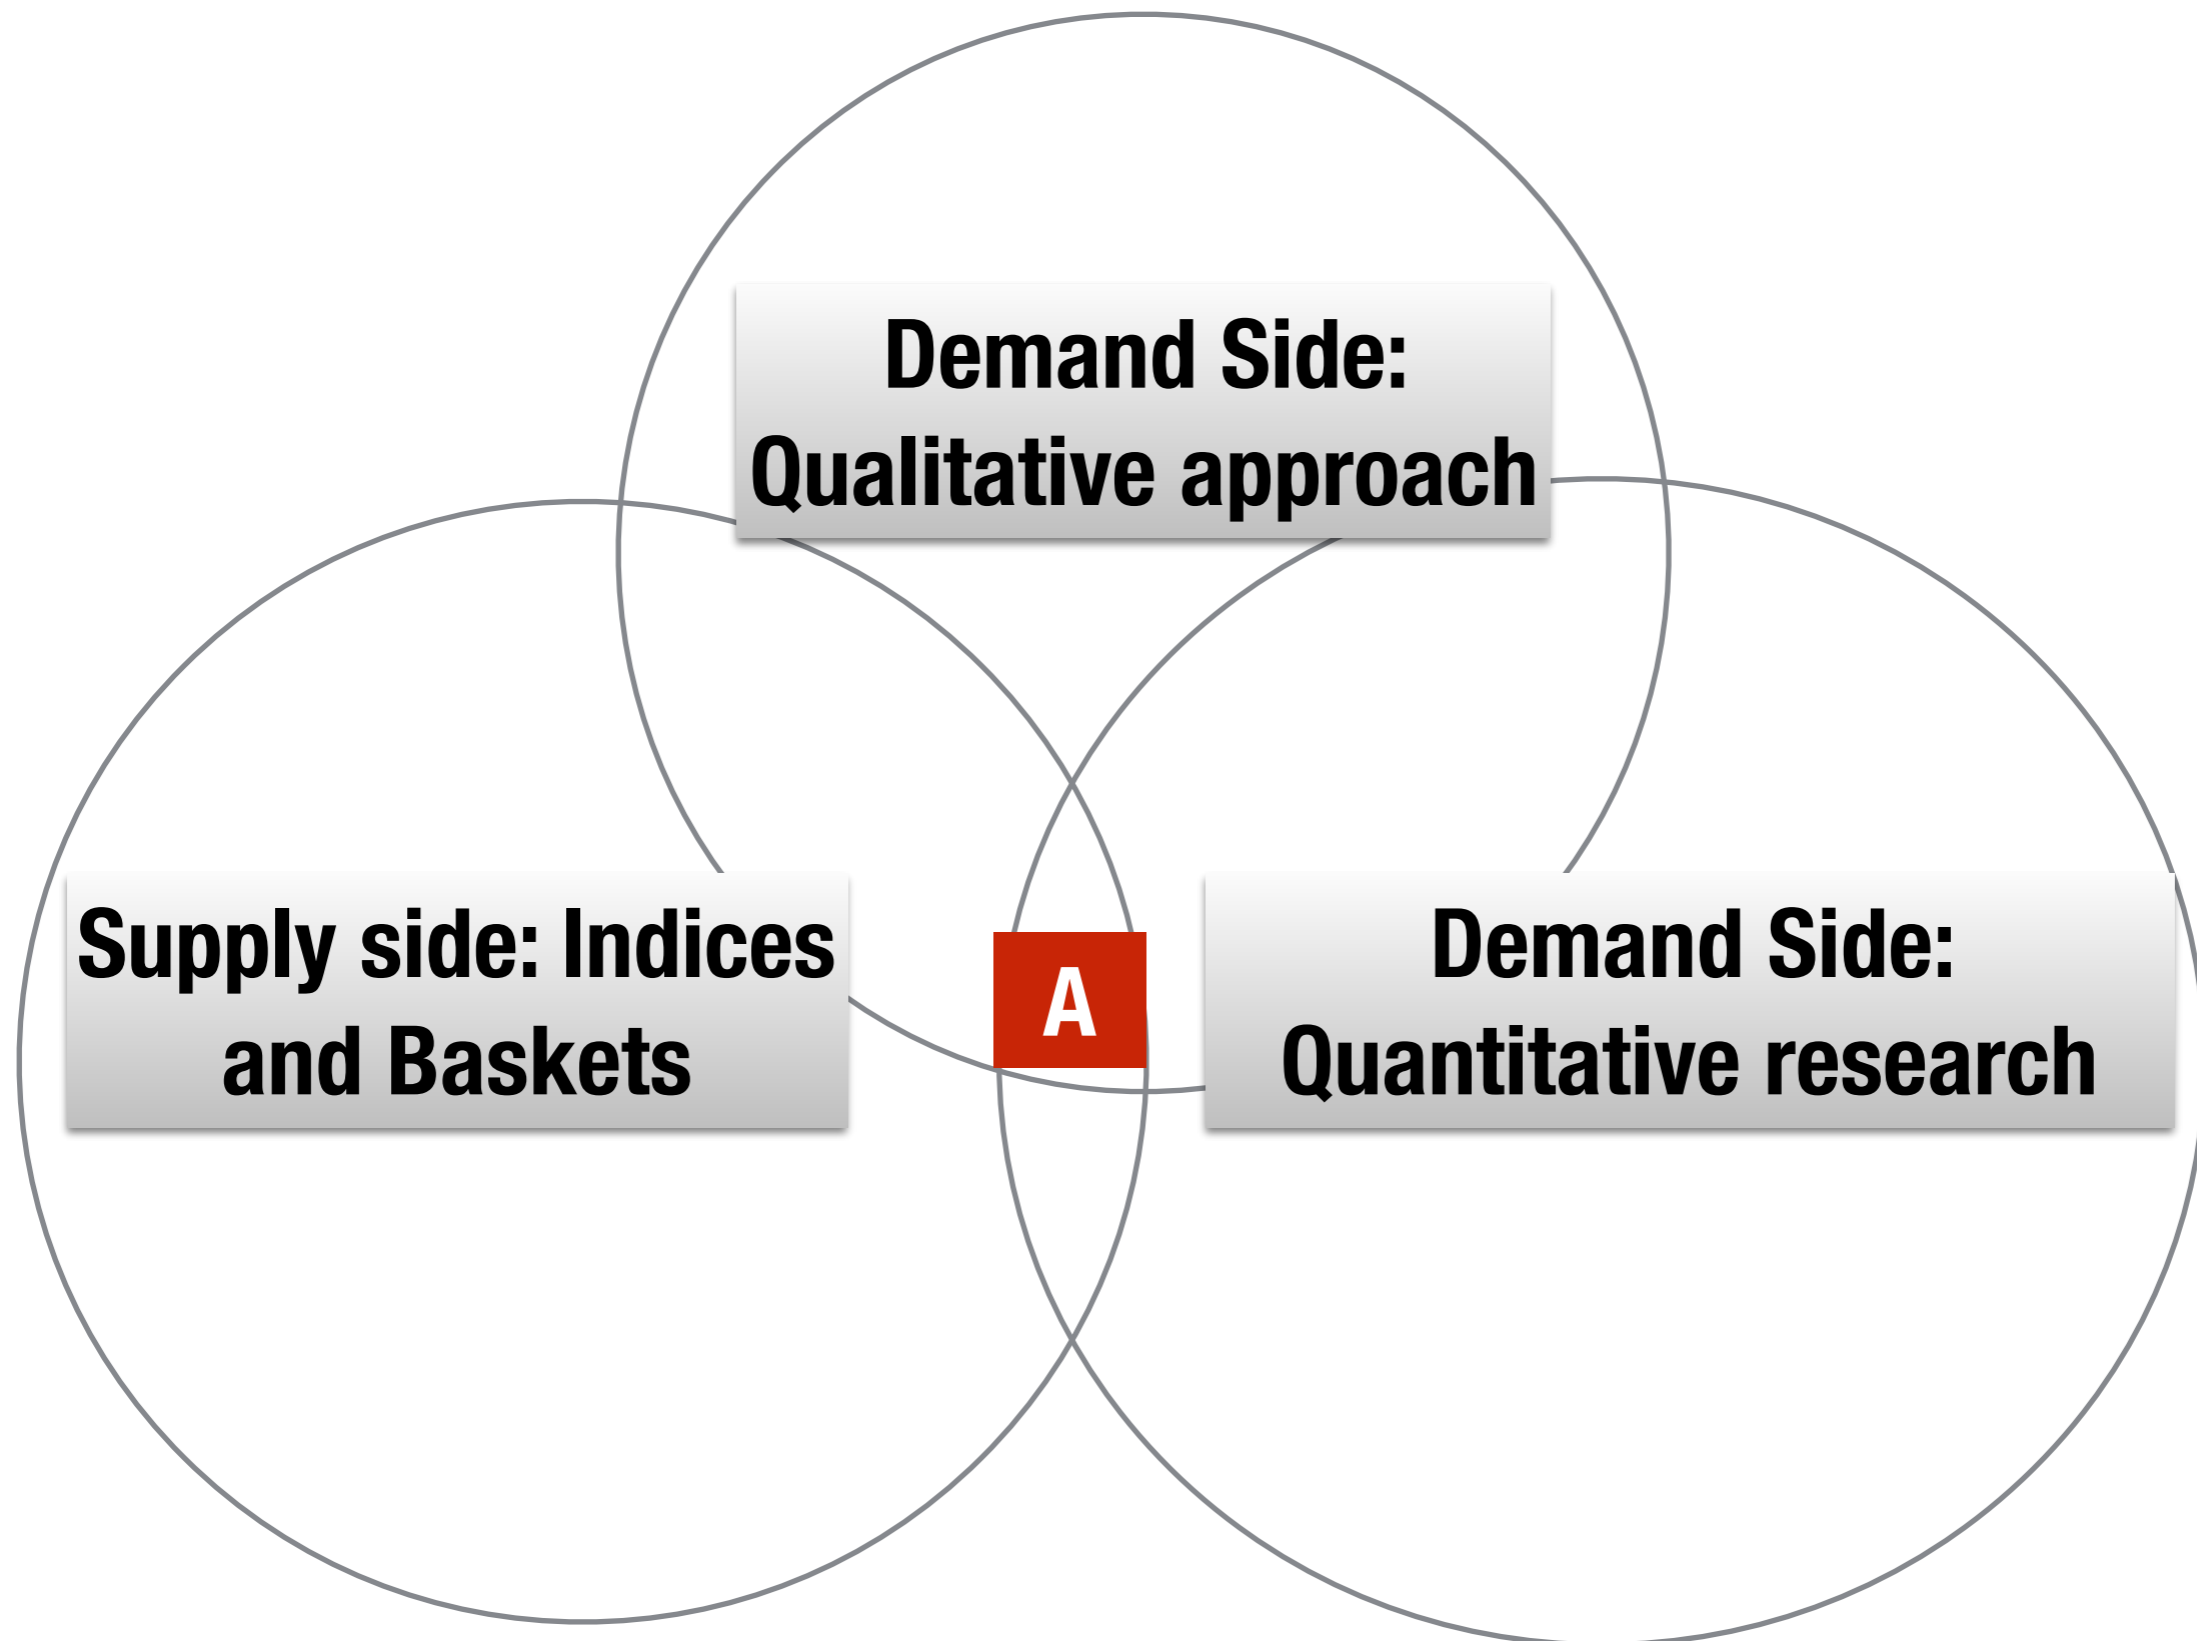 Demand Side:
Qualitative approach
Supply side: Indices
and Baskets
A
Demand Side:
Quantitative research